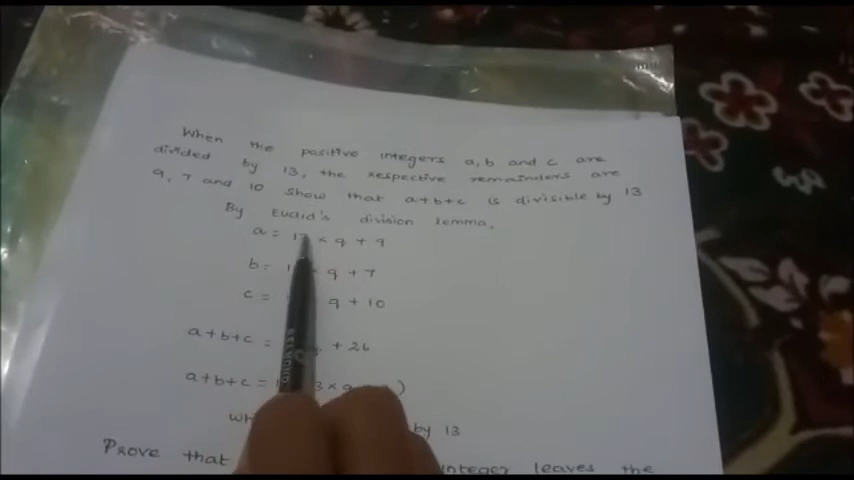 When the positive integers a, b and c are
divided by 13, the respective remainders are
9, 7 and 10 show that a+b+c is divisible by 13
By Euclid's division lemma.
a = 13 × q + 9
b = 1 × q + 7
c = q + 10
a+b+c = + 26
a+b+c = 3 × q )
by 13
Prove that integer leaves the